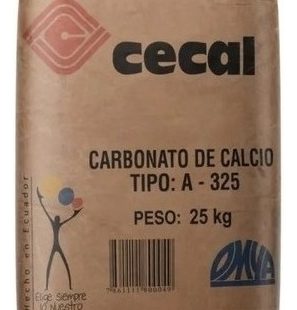 cecal
CARBONATO DE CALCIO
TIPO: A - 325
PESO: 25 kg
Hecho en Ecuador
Elige siempre
lo nuestro
OMYA